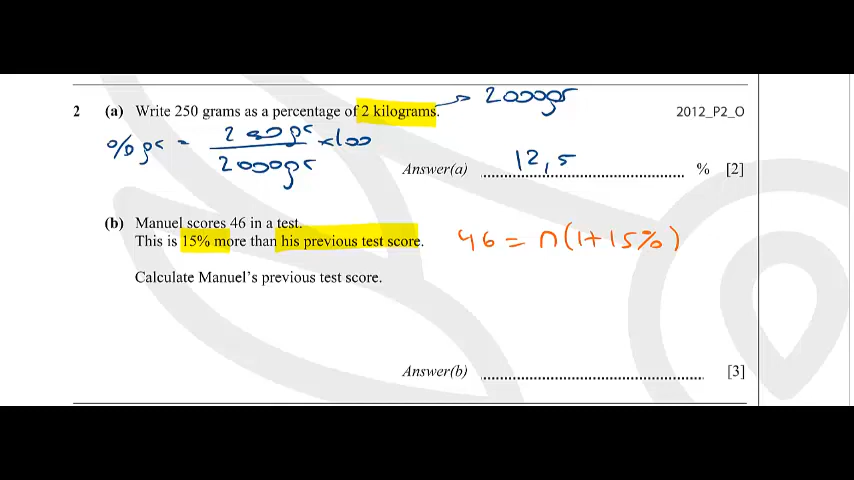 2 (a) Write 250 grams as a percentage of 2 kilograms. → 2000gr
2012_P2_O
%gr = 250gr / 2000gr ×100
Answer(a) 12,5 % [2]
(b) Manuel scores 46 in a test.
This is 15% more than his previous test score. 46 = n(1+15%)
Calculate Manuel's previous test score.
Answer(b) [3]